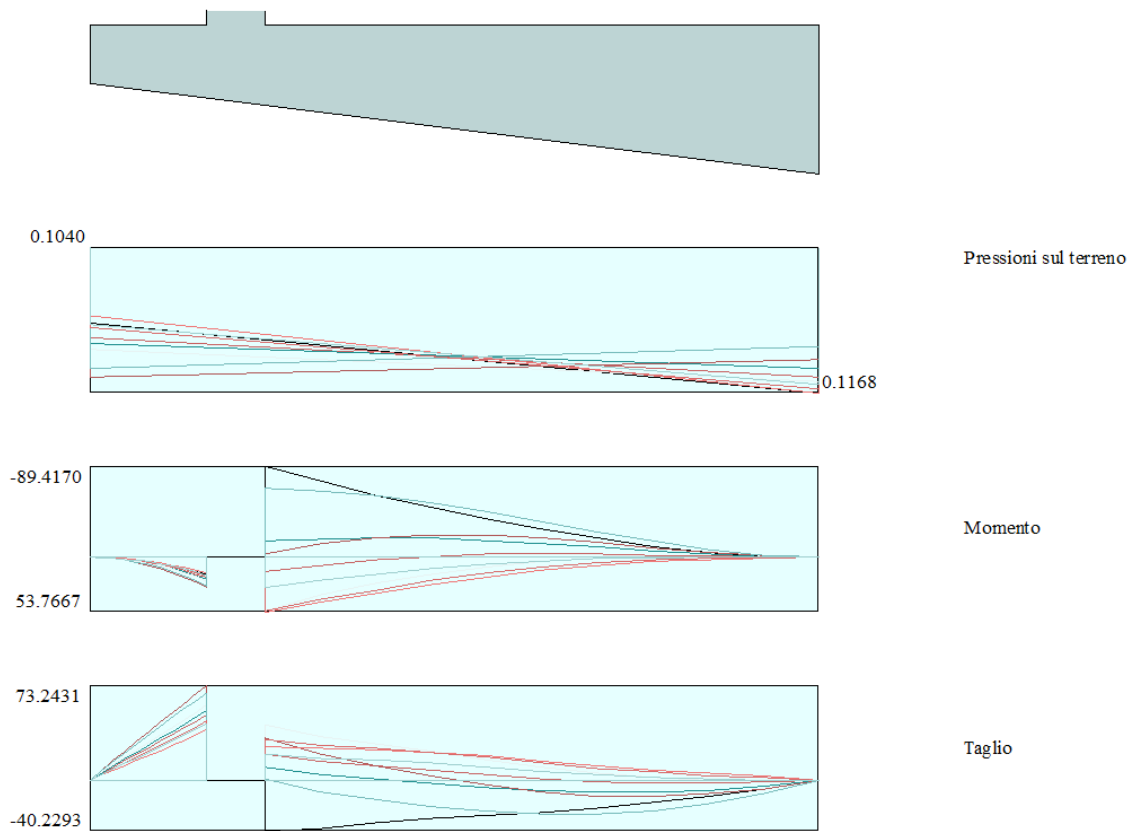 0.1040
Pressioni sul terreno
0.1168
-89.4170
Momento
53.7667
73.2431
Taglio
-40.2293